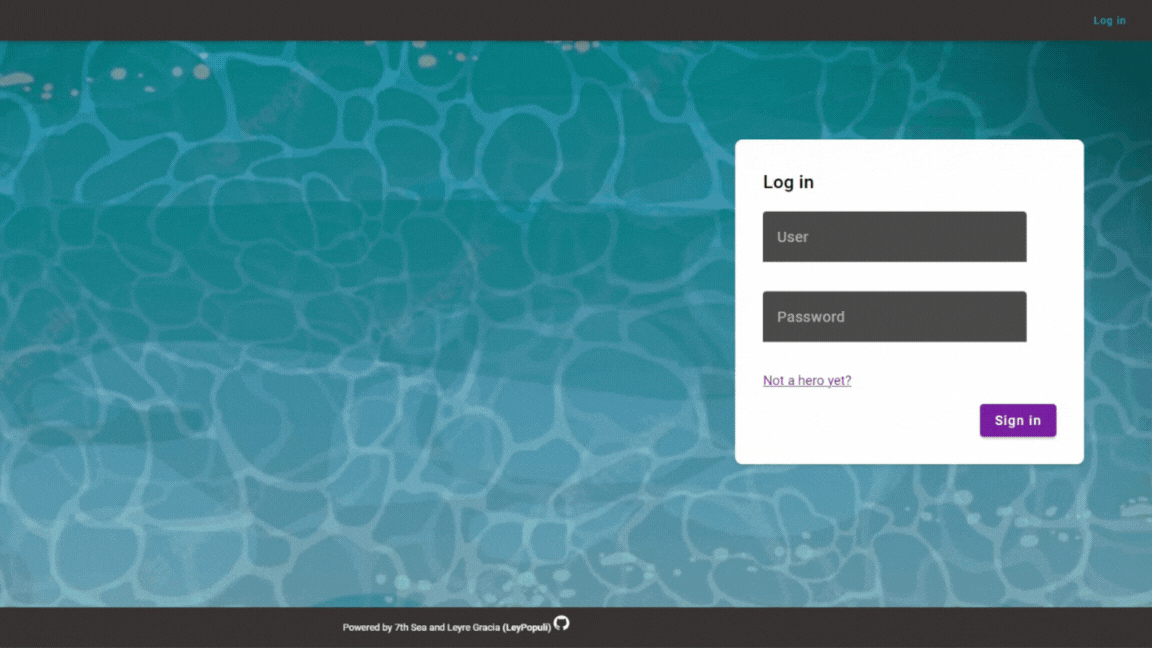 Log in
Log in
User
Password
Not a hero yet?
Sign in
Powered by 7th Sea and Leyre Gracia (LeyPopuli)